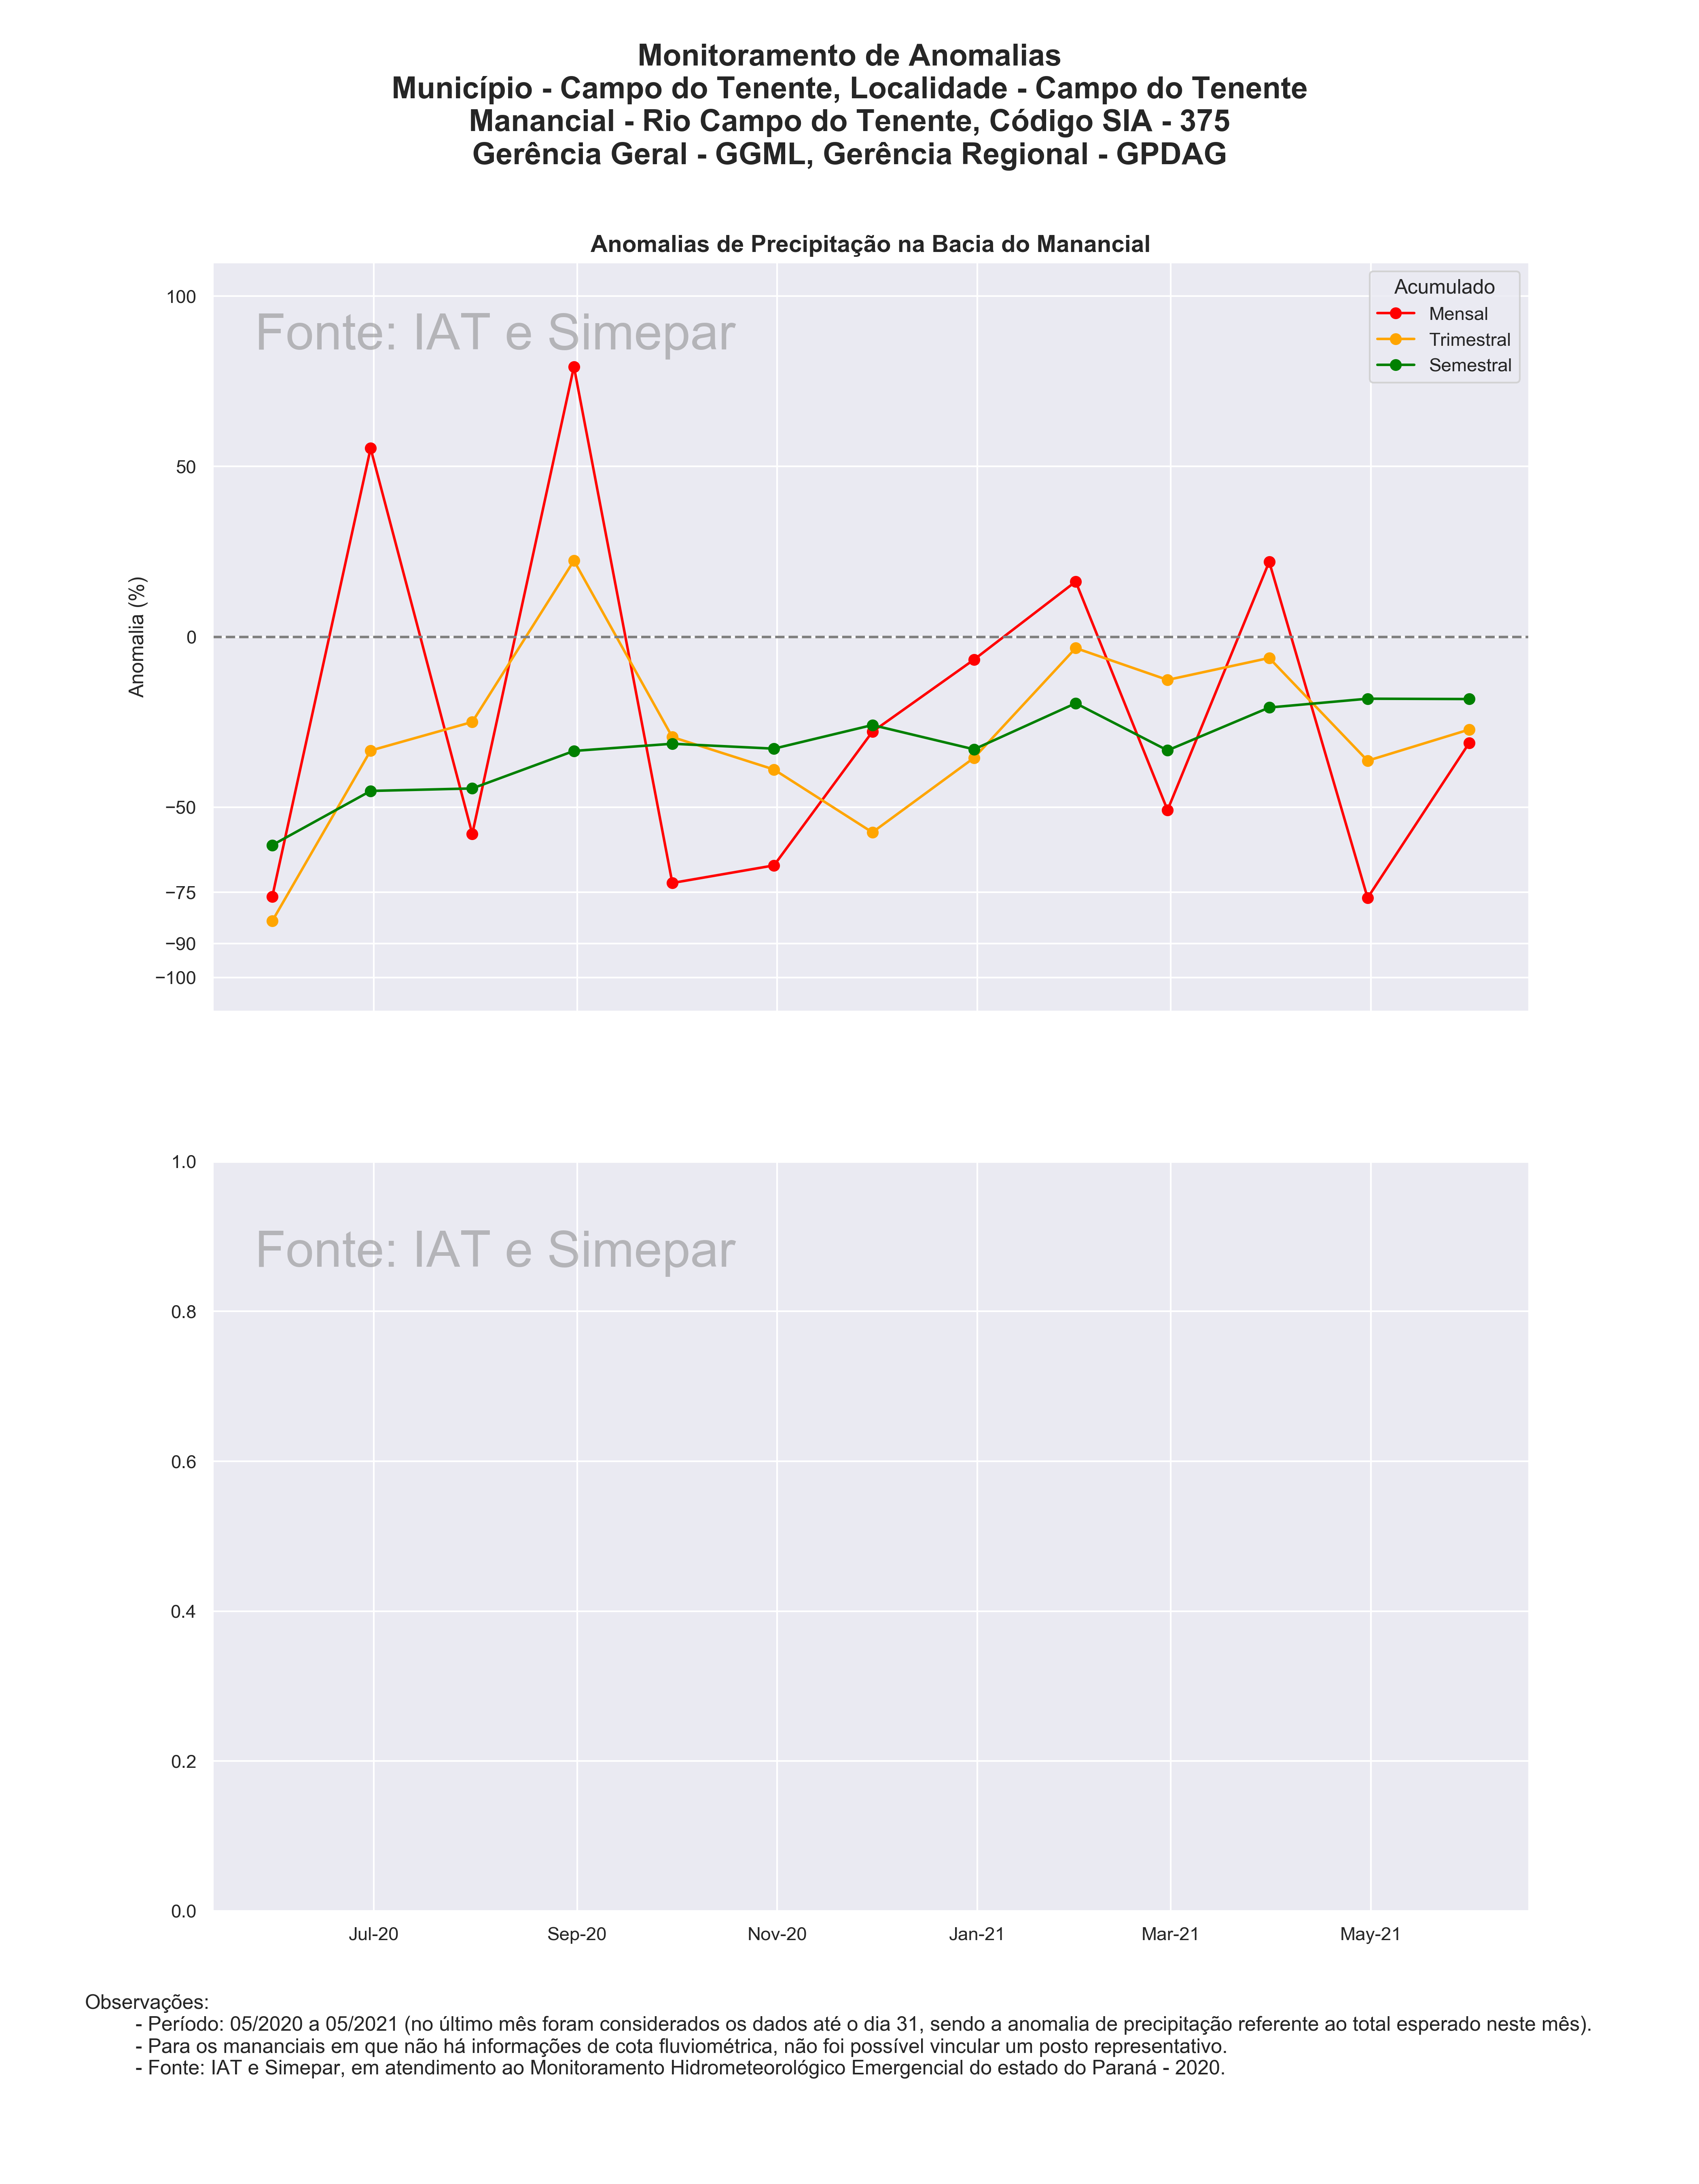 Monitoramento de Anomalias
Município - Campo do Tenente, Localidade - Campo do Tenente
Manancial - Rio Campo do Tenente, Código SIA - 375
Gerência Geral - GGML, Gerência Regional - GPDAG
Anomalias de Precipitação na Bacia do Manancial
Fonte: IAT e Simepar
Acumulado
Mensal
Trimestral
Semestral
Anomalia (%)
100
50
0
−50
−75
−90
−100
Fonte: IAT e Simepar
1.0
0.8
0.6
0.4
0.2
0.0
Jul-20 Sep-20 Nov-20 Jan-21 Mar-21 May-21
Observações:
- Período: 05/2020 a 05/2021 (no último mês foram considerados os dados até o dia 31, sendo a anomalia de precipitação referente ao total esperado neste mês).
- Para os mananciais em que não há informações de cota fluviométrica, não foi possível vincular um posto representativo.
- Fonte: IAT e Simepar, em atendimento ao Monitoramento Hidrometeorológico Emergencial do estado do Paraná - 2020.